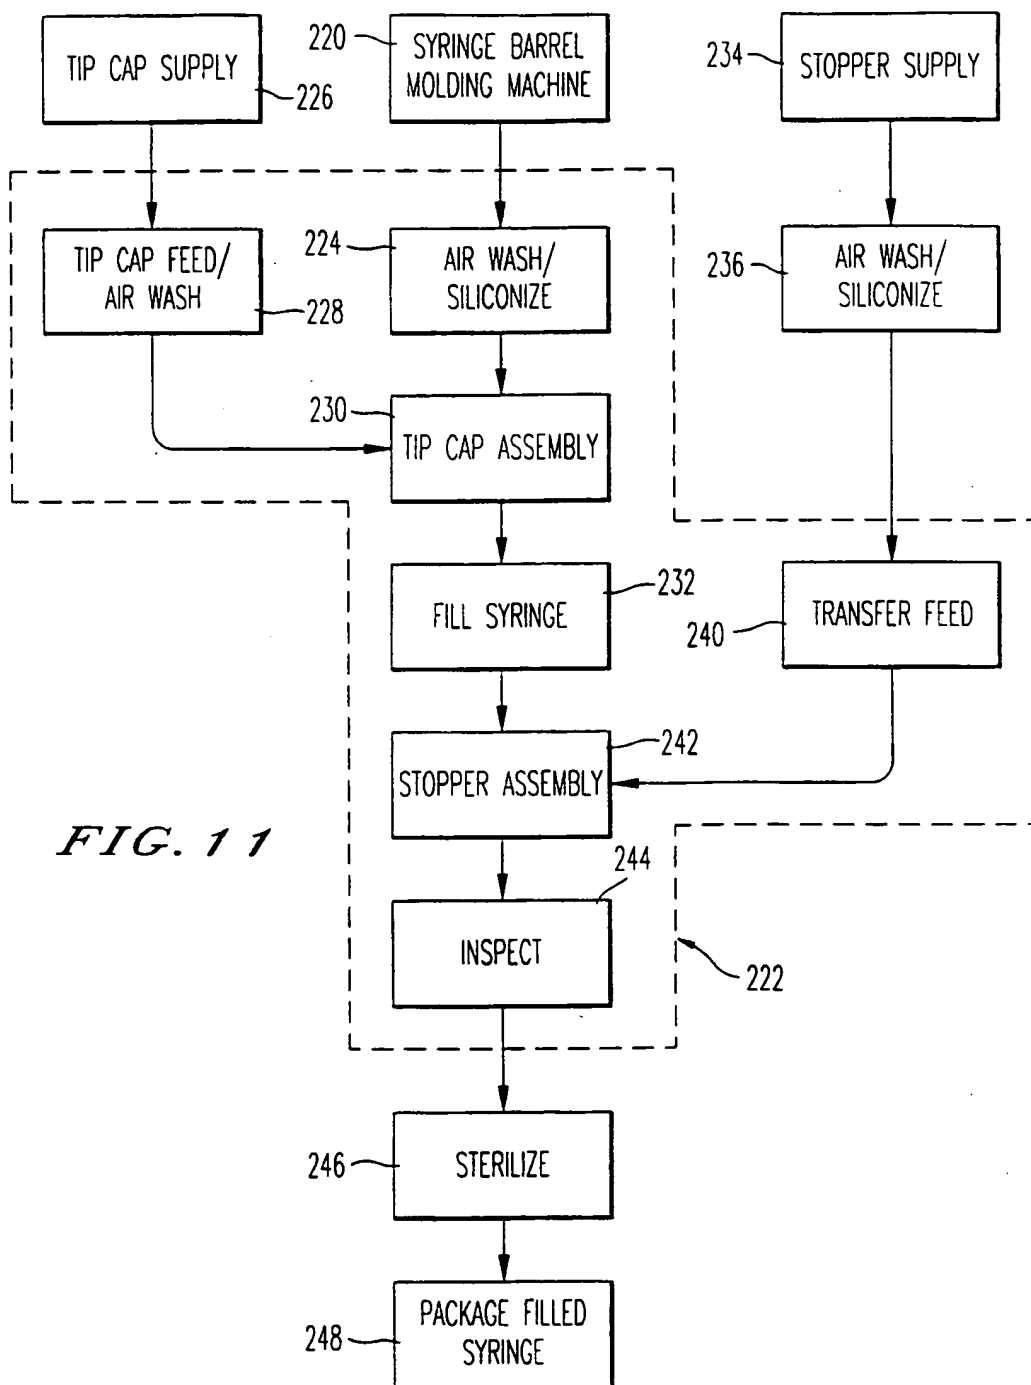 TIP CAP SUPPLY
226
220
SYRINGE BARREL
MOLDING MACHINE
234
STOPPER SUPPLY
TIP CAP FEED/
AIR WASH
228
224
AIR WASH/
SILICONIZE
236
AIR WASH/
SILICONIZE
230
TIP CAP ASSEMBLY
FILL SYRINGE
232
240
TRANSFER FEED
STOPPER ASSEMBLY
242
FIG. 11
244
INSPECT
222
246
STERILIZE
248
PACKAGE FILLED
SYRINGE